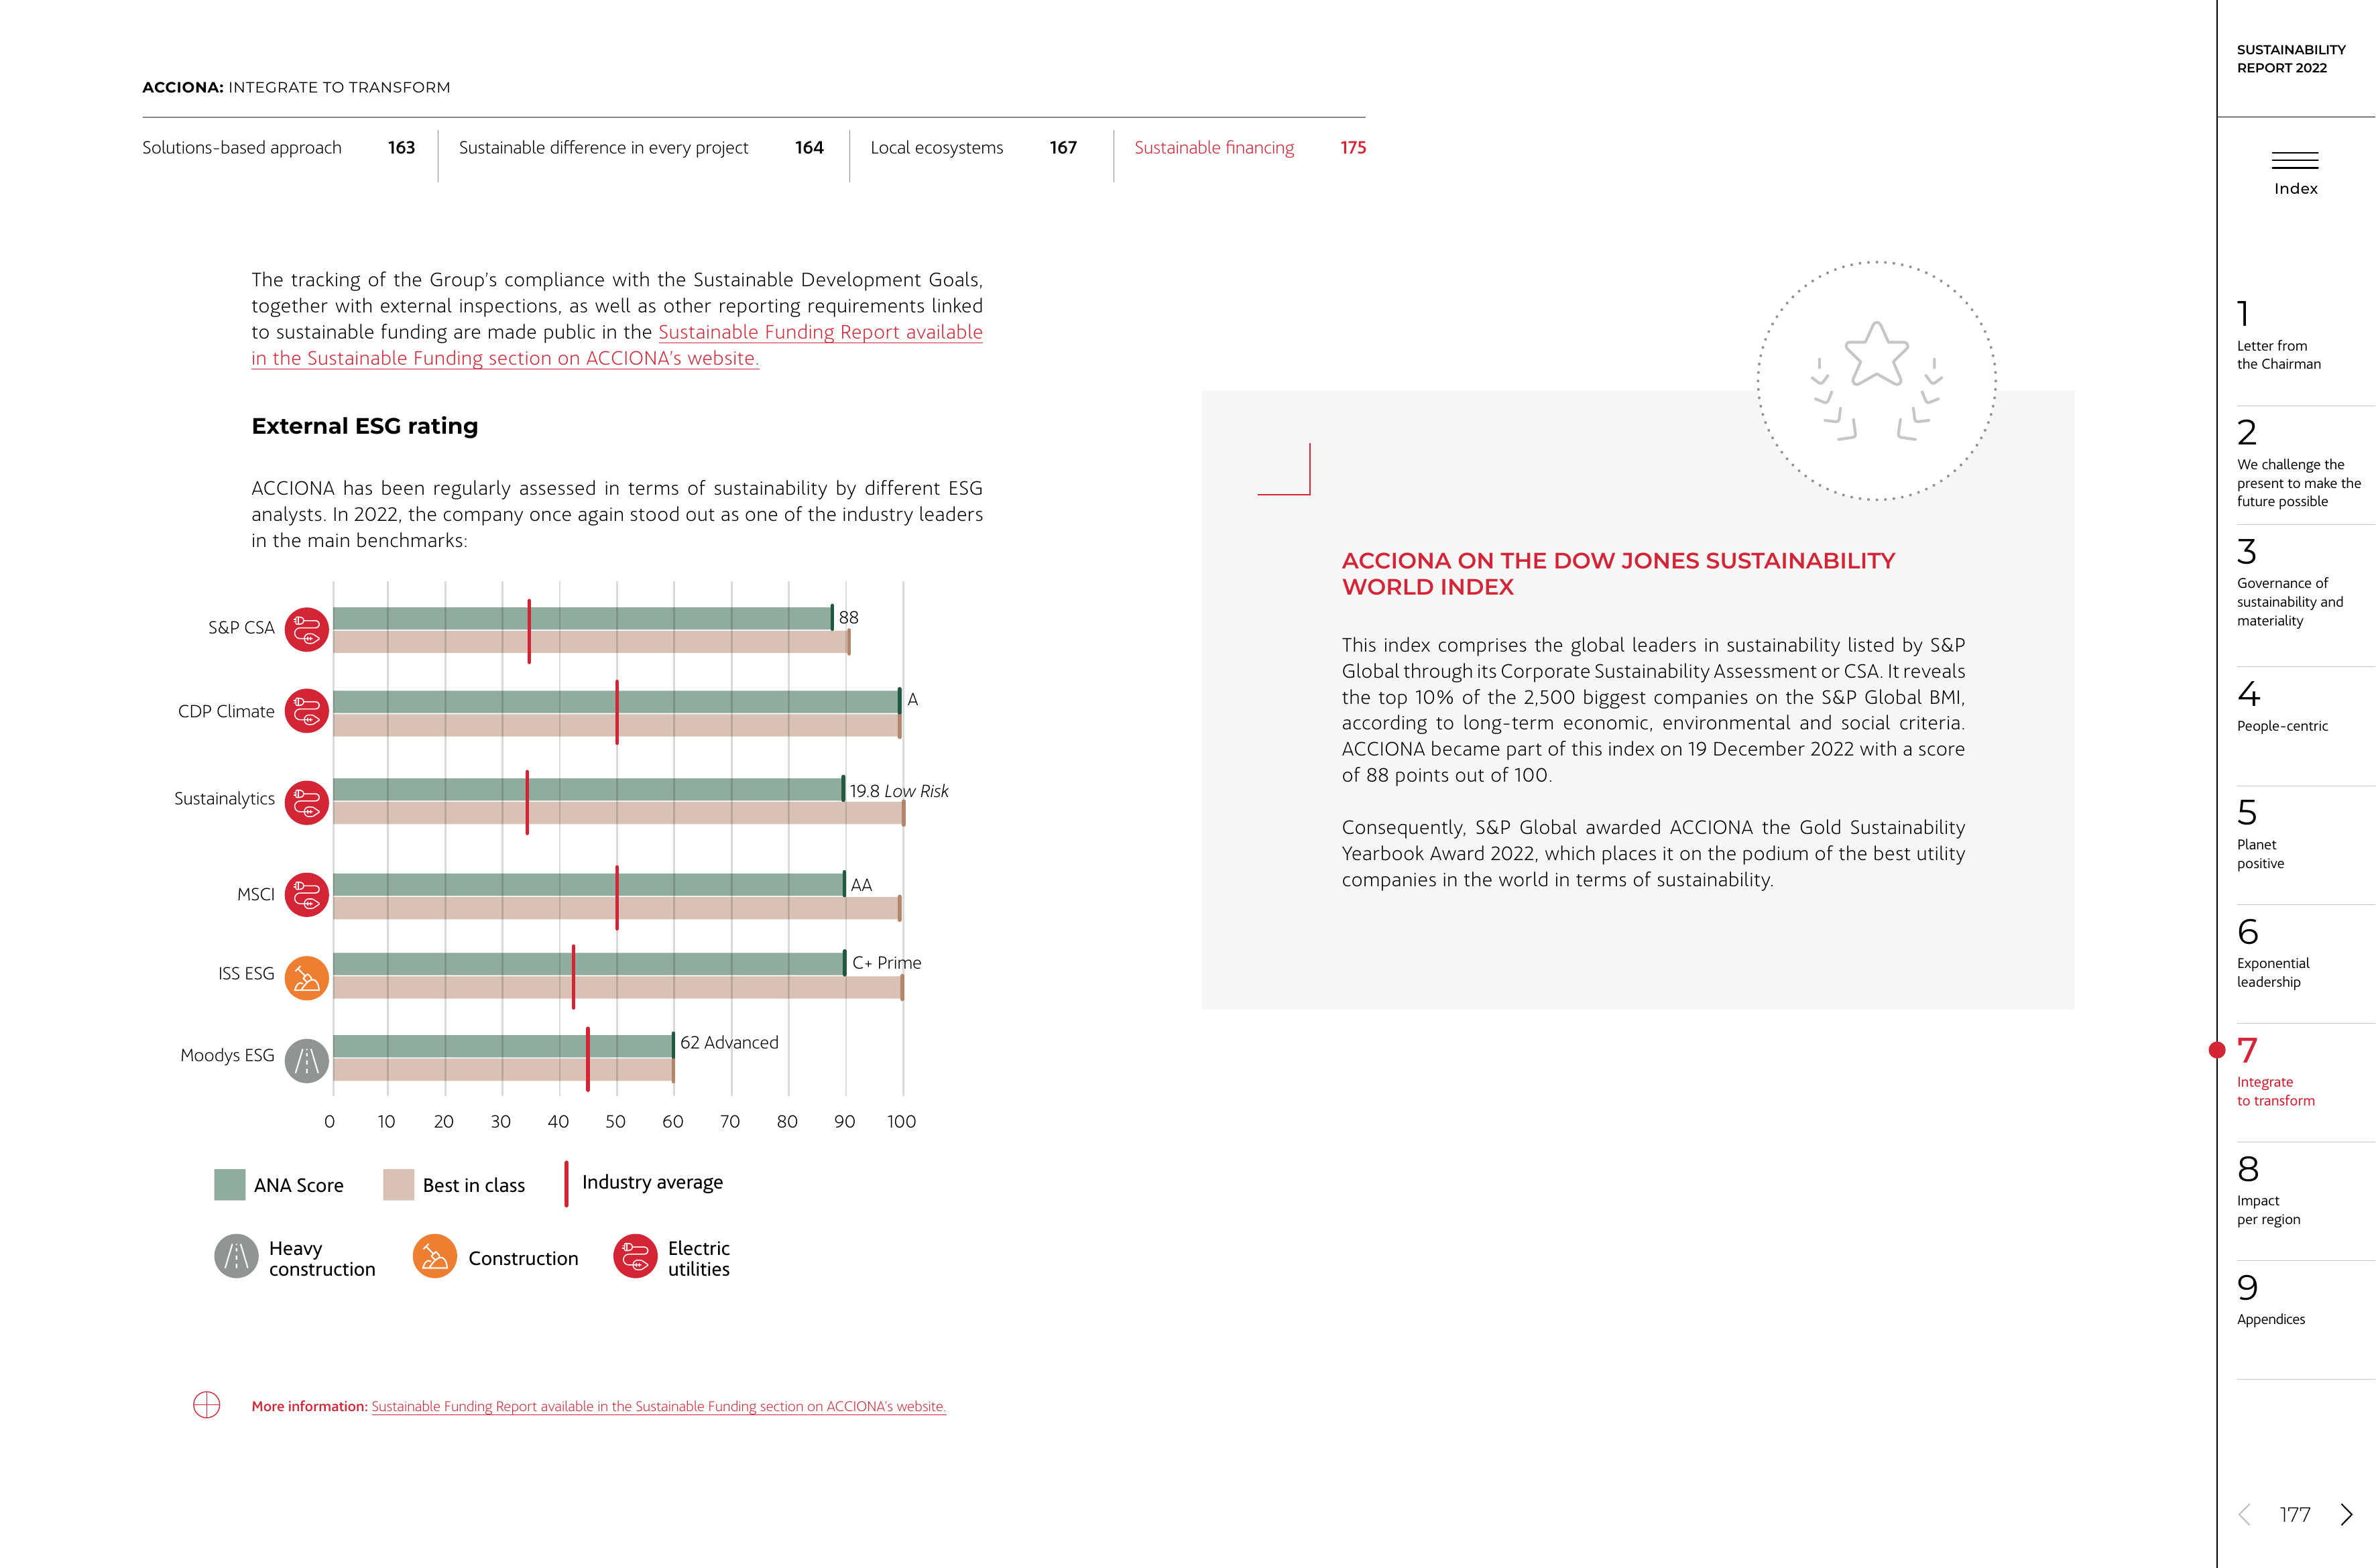 ACCIONA: INTEGRATE TO TRANSFORM
Solutions-based approach 163
Sustainable difference in every project 164
Local ecosystems 167
Sustainable financing 175
The tracking of the Group's compliance with the Sustainable Development Goals,
together with external inspections, as well as other reporting requirements linked
to sustainable funding are made public in the Sustainable Funding Report available
in the Sustainable Funding section on ACCIONA's website.
External ESG rating
ACCIONA has been regularly assessed in terms of sustainability by different ESG
analysts. In 2022, the company once again stood out as one of the industry leaders
in the main benchmarks:
S&P CSA
88
CDP Climate
A
Sustainalytics
19.8 Low Risk
MSCI
AA
ISS ESG
C+ Prime
Moodys ESG
62 Advanced
0 10 20 30 40 50 60 70 80 90 100
ANA Score
Best in class
Industry average
Heavy
construction
Construction
Electric
utilities
More information: Sustainable Funding Report available in the Sustainable Funding section on ACCIONA's website.
ACCIONA ON THE DOW JONES SUSTAINABILITY
WORLD INDEX
This index comprises the global leaders in sustainability listed by S&P
Global through its Corporate Sustainability Assessment or CSA. It reveals
the top 10% of the 2,500 biggest companies on the S&P Global BMI,
according to long-term economic, environmental and social criteria.
ACCIONA became part of this index on 19 December 2022 with a score
of 88 points out of 100.
Consequently, S&P Global awarded ACCIONA the Gold Sustainability
Yearbook Award 2022, which places it on the podium of the best utility
companies in the world in terms of sustainability.
SUSTAINABILITY
REPORT 2022
Index
1
Letter from
the Chairman
2
We challenge the
present to make the
future possible
3
Governance of
sustainability and
materiality
4
People-centric
5
Planet
positive
6
Exponential
leadership
7
Integrate
to transform
8
Impact
per region
9
Appendices
177